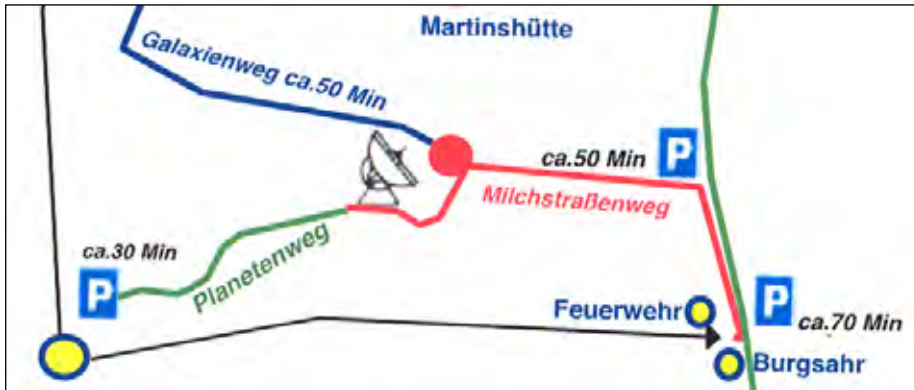 Martinshütte
Galaxienweg ca.50 Min
ca.50 Min
P
Milchstraßenweg
ca.30 Min
Planetenweg
P
Feuerwehr
P
ca.70 Min
Burgsahr